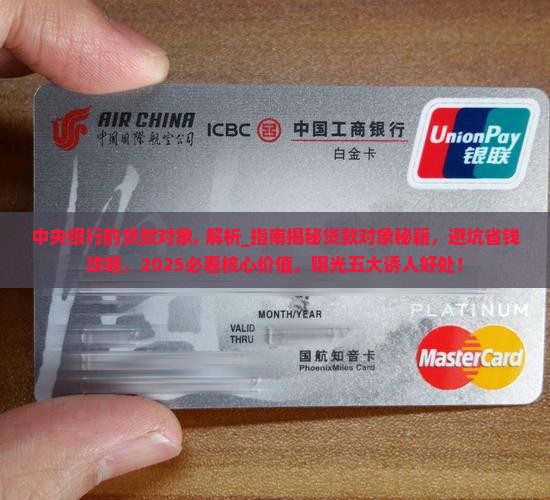 AIR CHINA
中国国际航空公司
ICBC 中国工商银行
白金卡
UnionPay
银联
中央银行的贷款对象, 解析_指南揭秘贷款对象秘籍，避坑省钱
攻略，2025必看核心价值，曝光五大诱人好处！
PLATINUM
MONTH/YEAR
VALID
THRU
国航知音卡
PhoenixMiles Card
MasterCard